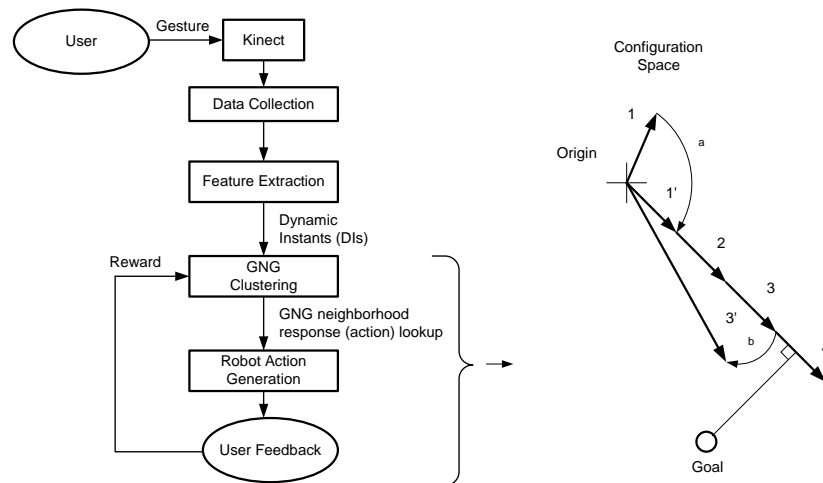 User
Gesture
Kinect
Data Collection
Feature Extraction
Dynamic
Instants (DIs)
Reward
GNG
Clustering
GNG neighborhood
response (action) lookup
Robot Action
Generation
User Feedback
Configuration
Space
1
a
Origin
1'
2
3
3'
b
Goal